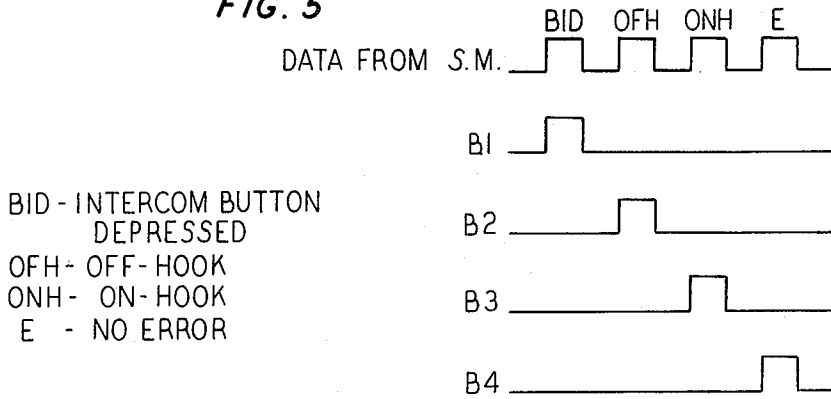 FIG. 5
BID OFH ONH E
DATA FROM S.M.
B1
B2
B3
B4
BID - INTERCOM BUTTON
DEPRESSED
OFH - OFF-HOOK
ONH - ON-HOOK
E - NO ERROR